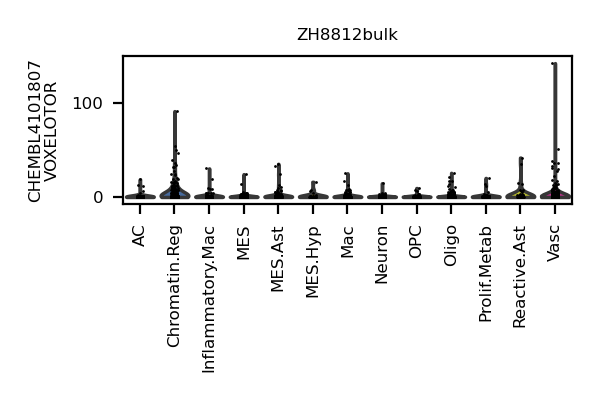 ZH8812bulk
CHEMBL4101807
VOXELOTOR
100
0
AC
Chromatin.Reg
Inflammatory.Mac
MES
MES.Ast
MES.Hyp
Mac
Neuron
OPC
Oligo
Prolif.Metab
Reactive.Ast
Vasc